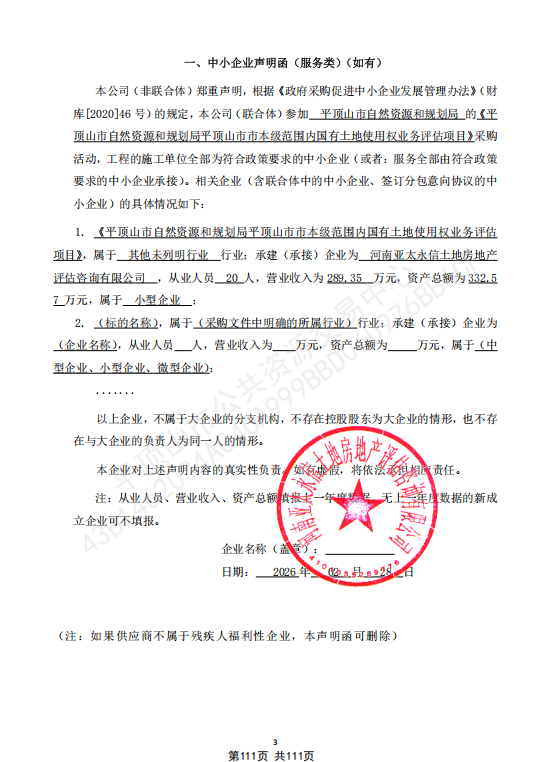 一、中小企业声明函（服务类）（如有）
本公司（非联合体）郑重声明，根据《政府采购促进中小企业发展管理办法》（财
库[2020]46 号）的规定，本公司（联合体）参加 平顶山市自然资源和规划局 的《平
顶山市自然资源和规划局平顶山市市本级范围内国有土地使用权业务评估项目》采购
活动，工程的施工单位全部为符合政策要求的中小企业（或者：服务全部由符合政策
要求的中小企业承接）。相关企业（含联合体中的中小企业、签订分包意向协议的中
小企业）的具体情况如下：
1. 《平顶山市自然资源和规划局平顶山市市本级范围内国有土地使用权业务评估
项目》，属于 其他未列明行业 行业；承建（承接）企业为 河南亚太永信土地房地产
评估咨询有限公司 ，从业人员 20 人，营业收入为 289.35 万元，资产总额为 332.5
7 万元，属于 小型企业 ；
2. （标的名称），属于（采购文件中明确的所属行业）行业；承建（承接）企业为
（企业名称），从业人员 人，营业收入为 万元，资产总额为 万元，属于（中
型企业、小型企业、微型企业）；
.......
以上企业，不属于大企业的分支机构，不存在控股股东为大企业的情形，也不存
在与大企业的负责人为同一人的情形。
本企业对上述声明内容的真实性负责。如有虚假，将依法承担相应责任。
注：从业人员、营业收入、资产总额填报上一年度数据，无上一年度数据的新成
立企业可不填报。
河南亚太永信土地房地产评估咨询有限公司
企业名称（盖章）：
日期： 2026 年 02 月 28 日
（注：如果供应商不属于残疾人福利性企业，本声明函可删除）
3
第111页 共111页